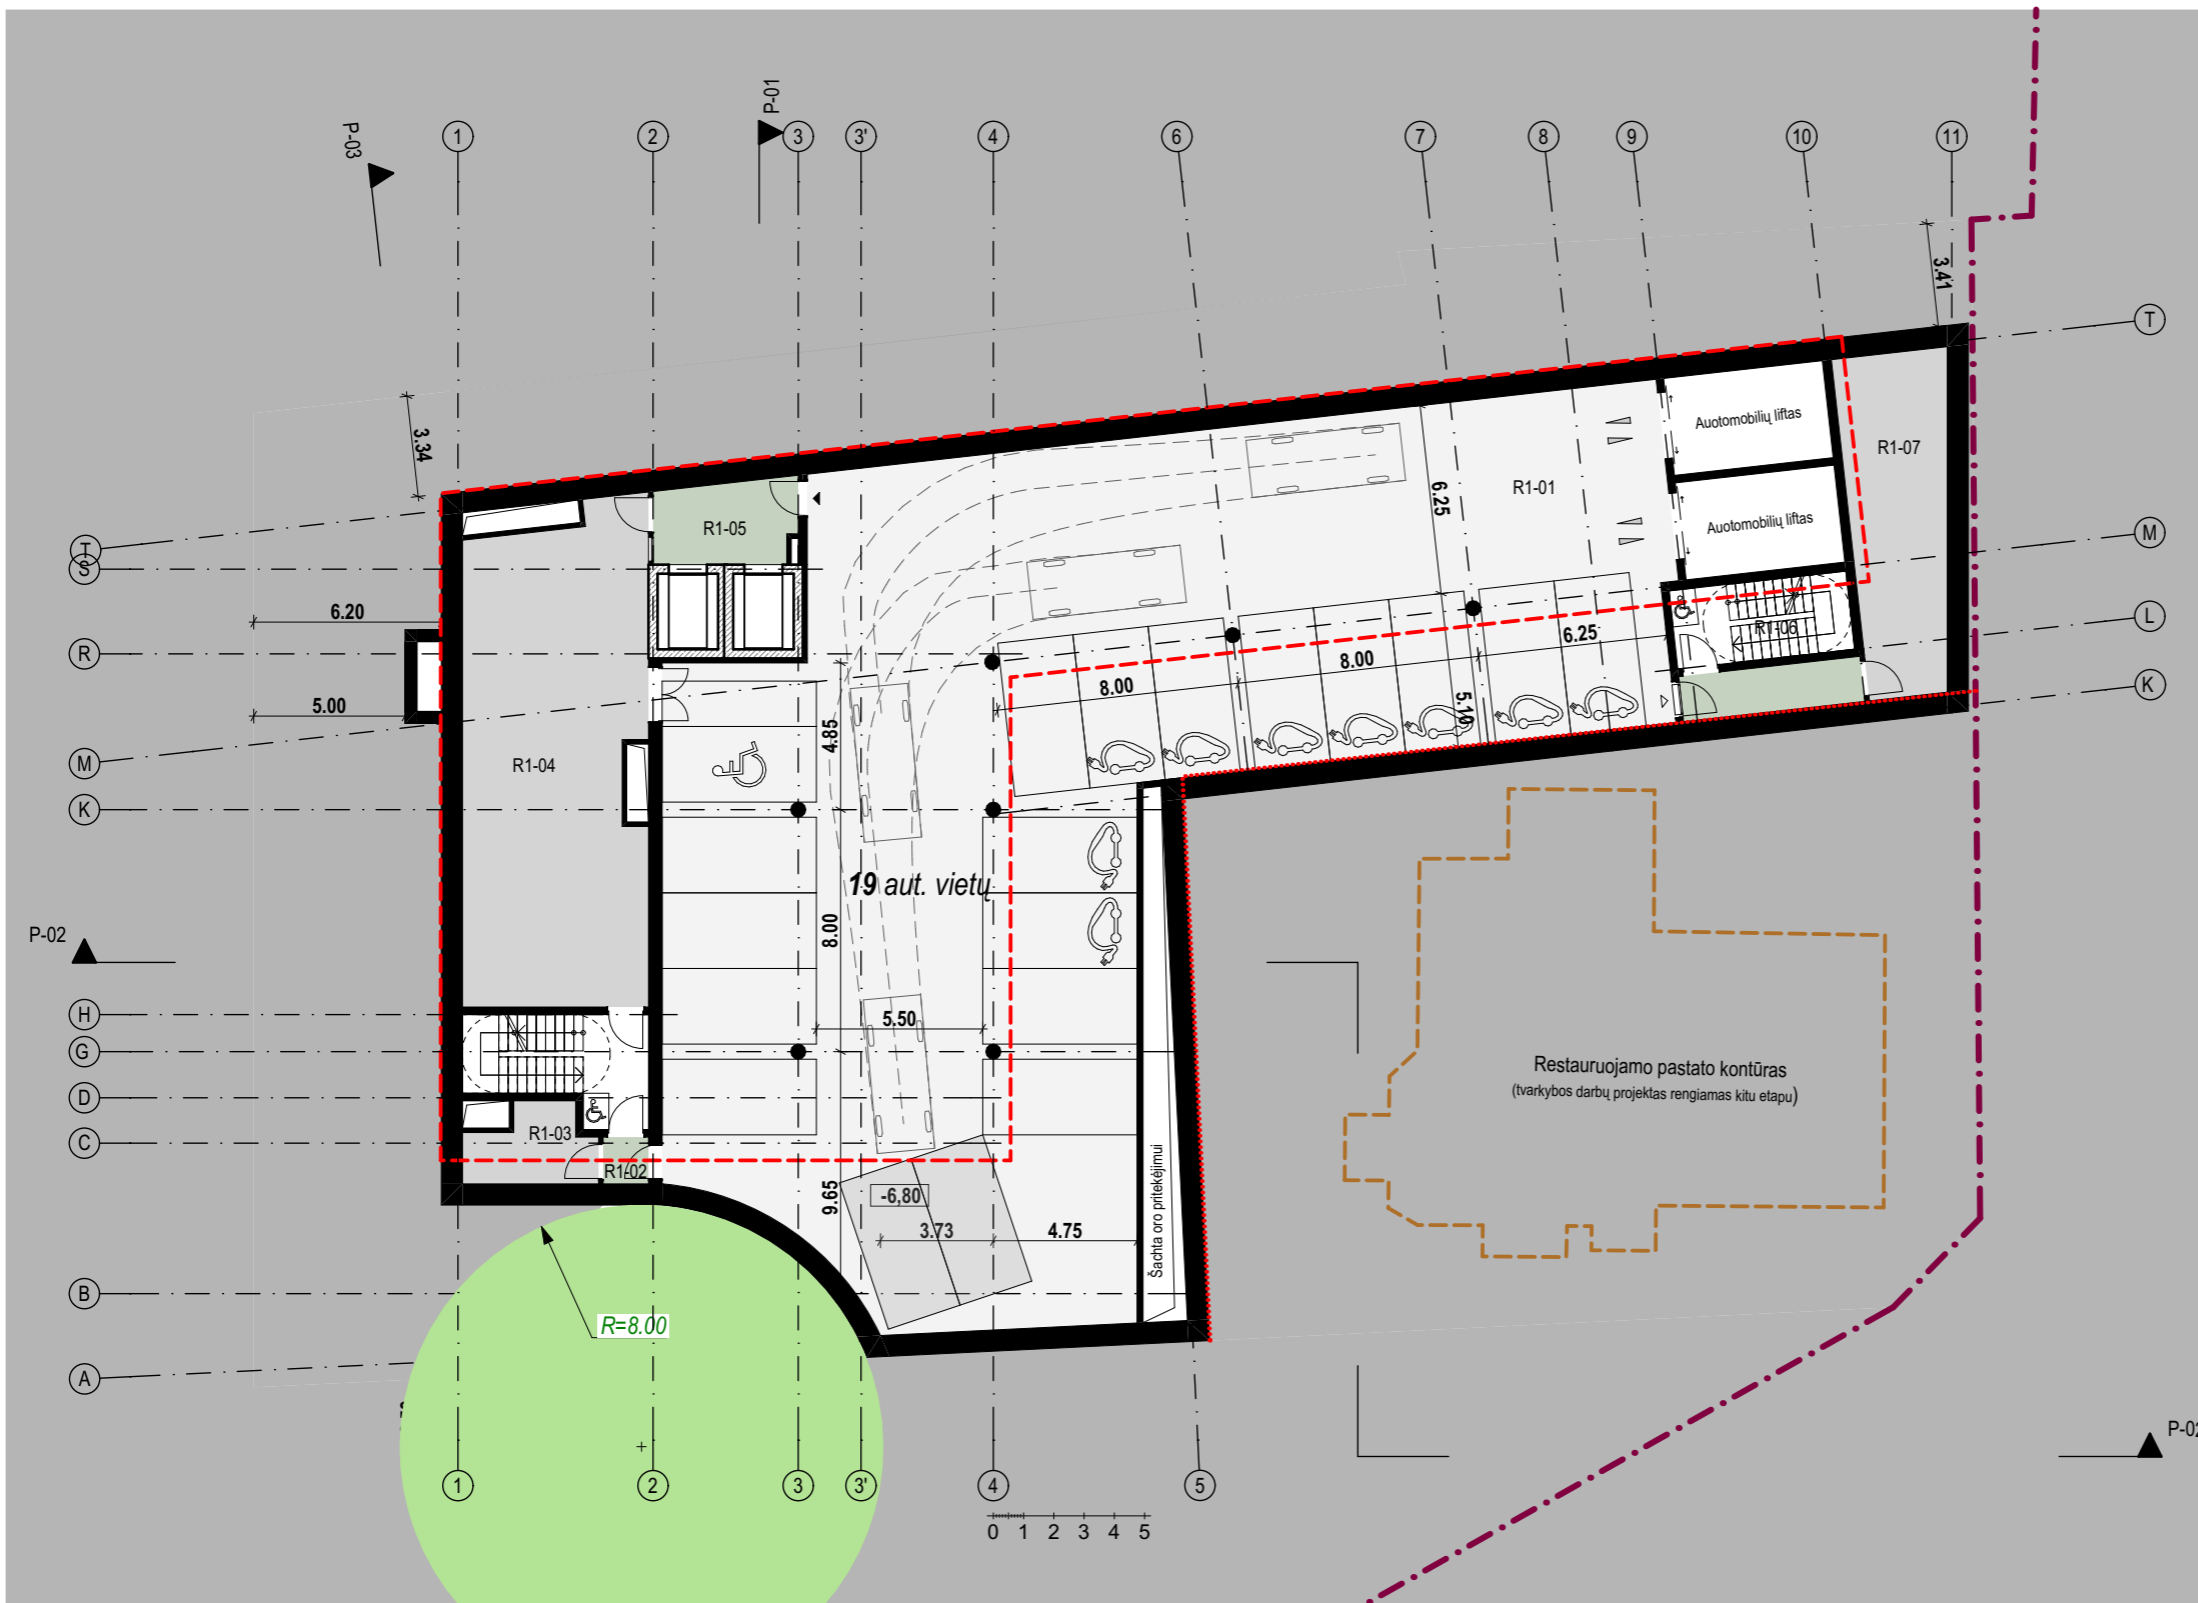 P-01
P-03
1
2
3
3'
4
6
7
8
9
10
11
3.41
T
3.34
Automobilių liftas
R1-07
6.25
R1-01
R1-05
Automobilių liftas
M
T
S
6.20
L
R
R1-06
6.25
8.00
8.00
5.10
K
5.00
4.85
M
R1-04
K
19 aut. vietų
8.00
P-02
H
5.50
G
Restauruojamo pastato kontūras
(tvarkybos darbų projektas rengiamas kitu etapu)
D
C
R1-03
R1-02
-6,80
9.65
3.73
4.75
Šachta oro pritekėjimui
B
R=8.00
A
P-02
1
2
3
3'
4
5
0 1 2 3 4 5